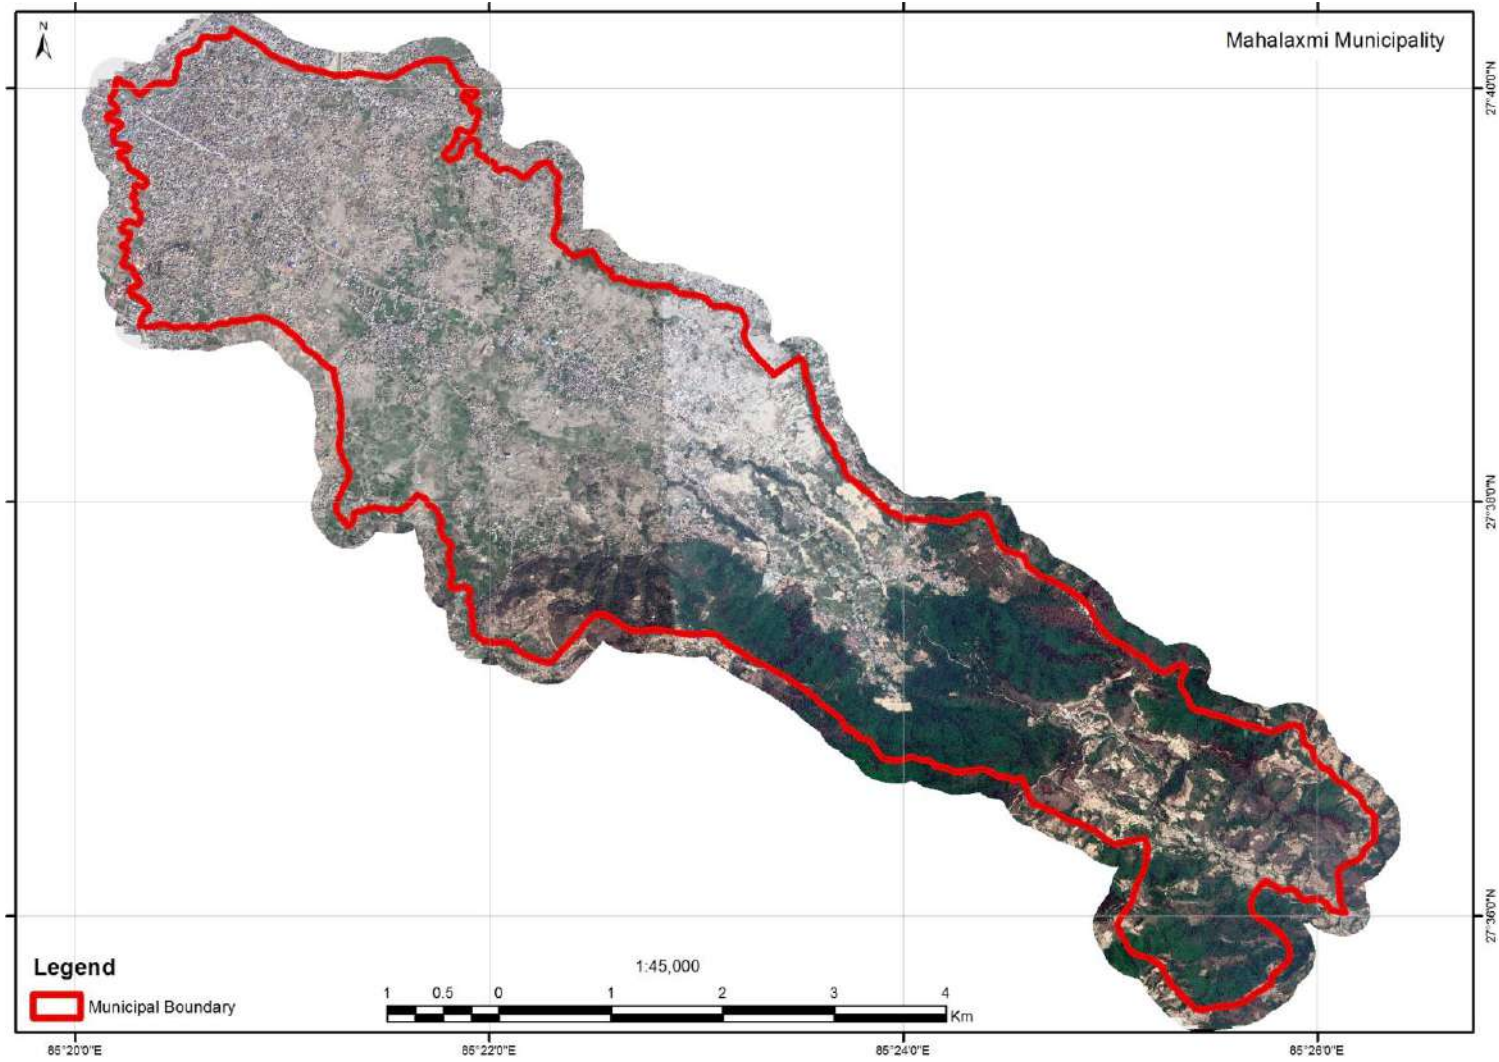 N
Mahalaxmi Municipality
27°40'0"N
27°38'0"N
27°36'0"N
Legend
Municipal Boundary
1:45,000
1 0.5 0 1 2 3 4
Km
85°20'0"E 85°22'0"E 85°24'0"E 85°26'0"E